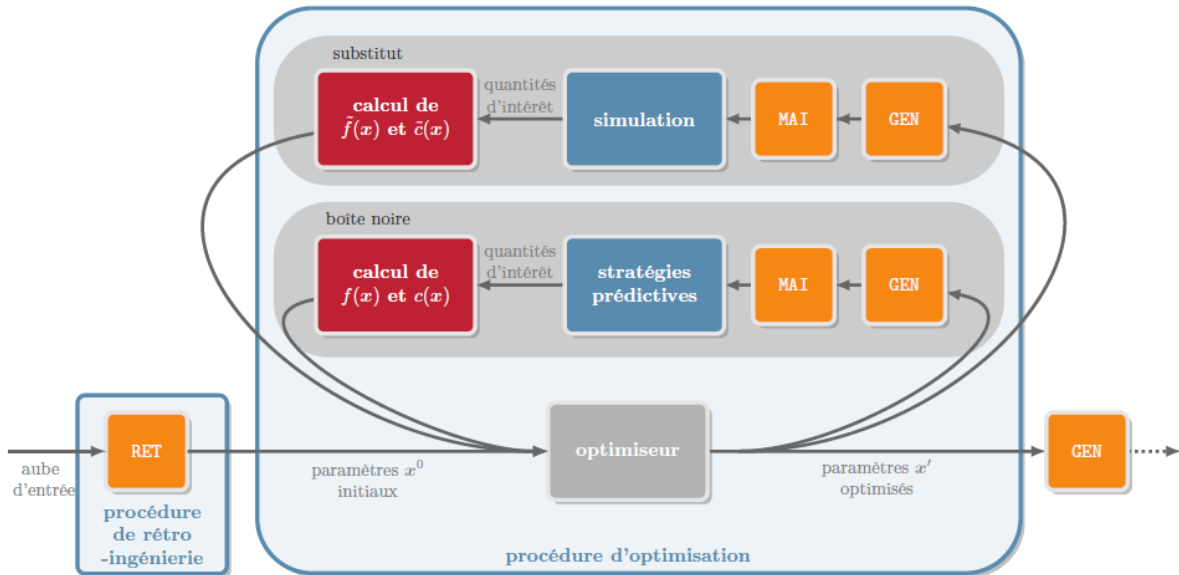 substitut
calcul de
f̃(x) et c̃(x)
quantités
d'intérêt
simulation
MAI
GEN
boîte noire
calcul de
f(x) et c(x)
quantités
d'intérêt
stratégies
prédictives
MAI
GEN
RET
aube
d'entrée
procédure
de rétro
-ingénierie
paramètres x⁰
initiaux
optimiseur
paramètres x′
optimisés
GEN
procédure d'optimisation